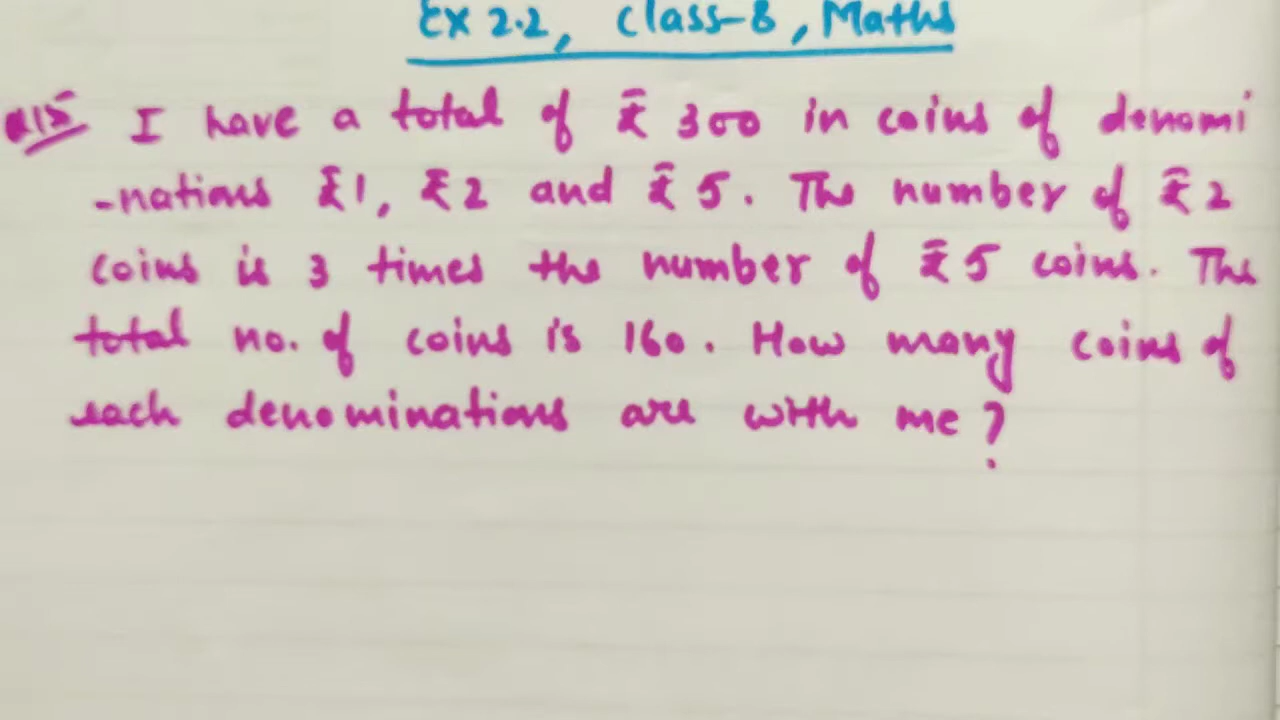 Ex 2.2, Class-8, Maths
Q15 I have a total of ₹ 300 in coins of denomi
-nations ₹1, ₹2 and ₹5. The number of ₹2
coins is 3 times the number of ₹5 coins. The
total no. of coins is 160. How many coins of
each denominations are with me?